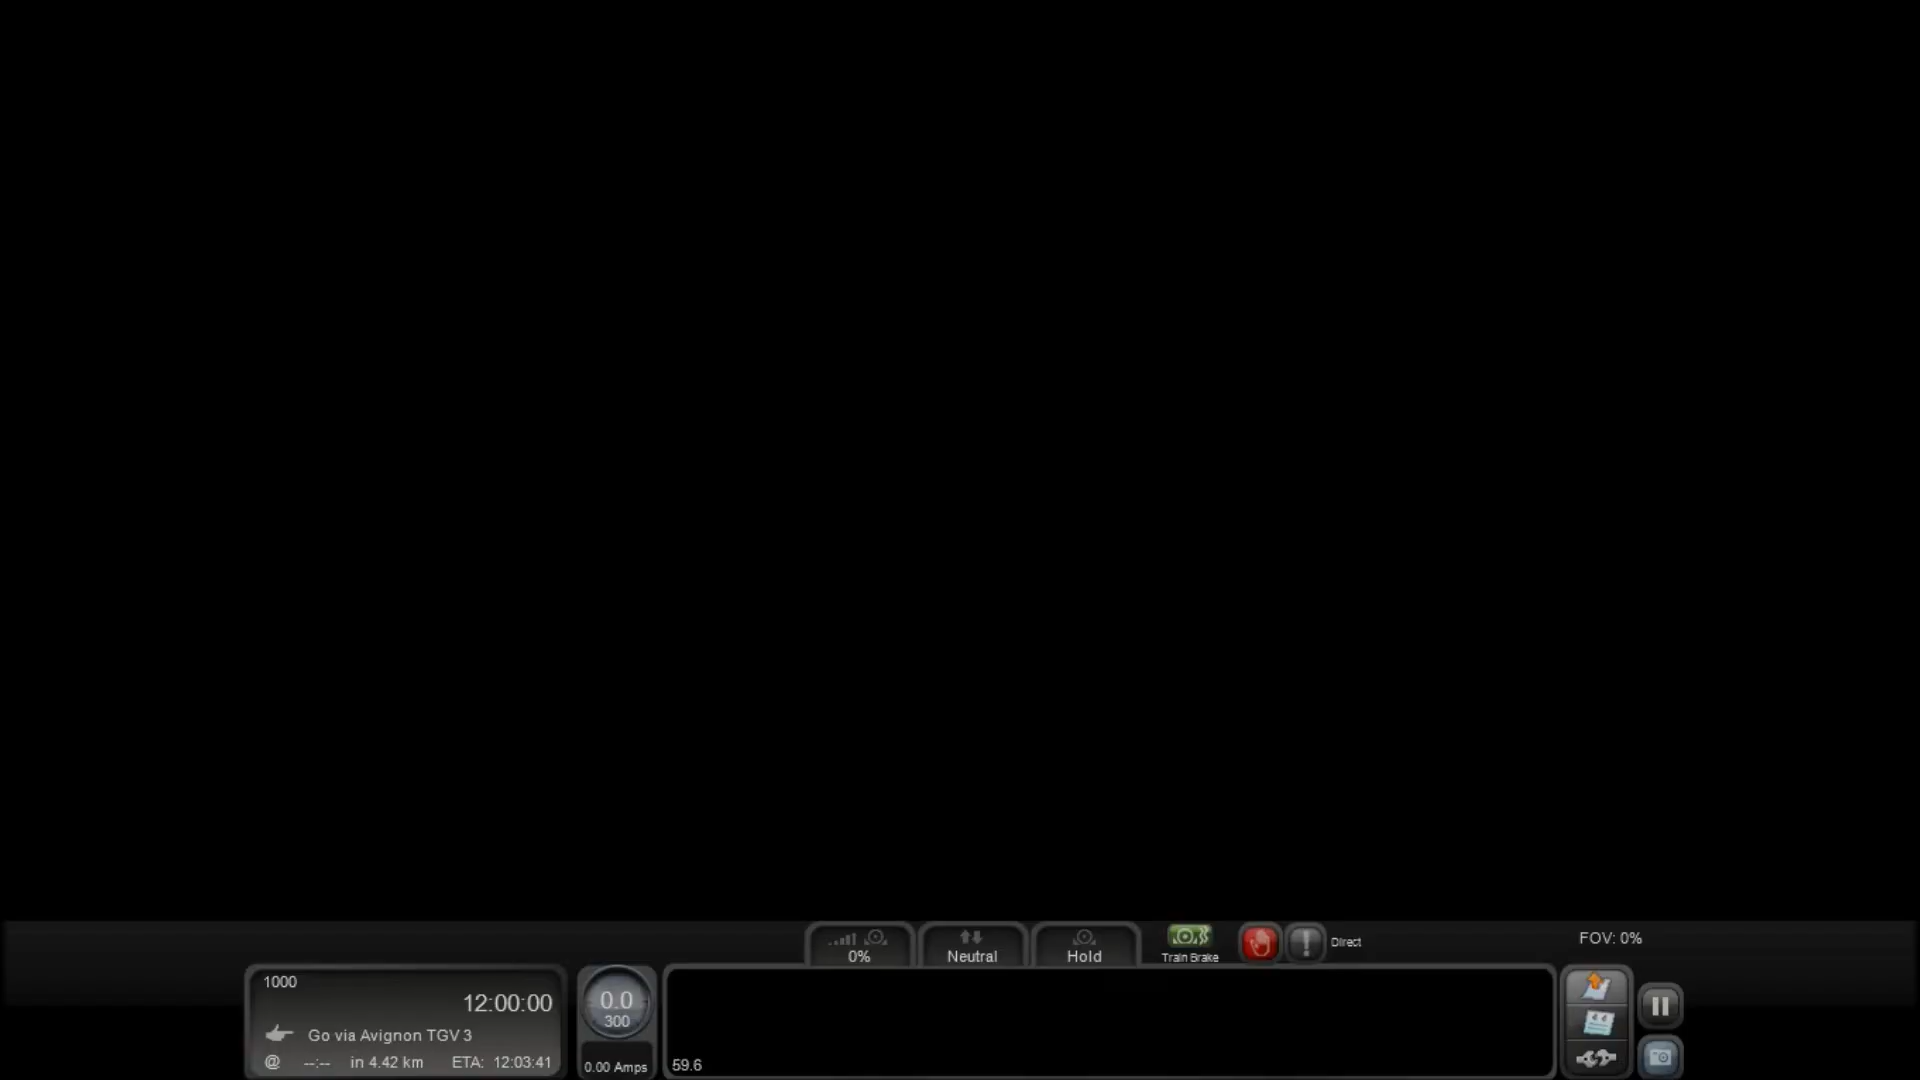 0%
Neutral
Hold
Train Brake
Direct
FOV: 0%
1000
12:00:00
Go via Avignon TGV 3
@ --:-- in 4.42 km ETA: 12:03:41
0.0
300
0.00 Amps
59.6